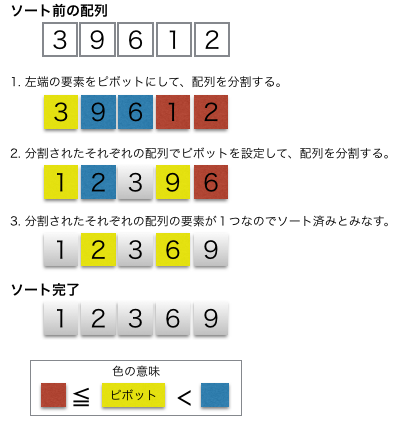 ソート前の配列
3 9 6 1 2
1. 左端の要素をピボットにして、配列を分割する。
3 9 6 1 2
2. 分割されたそれぞれの配列でピボットを設定して、配列を分割する。
1 2 3 9 6
3. 分割されたそれぞれの配列の要素が１つなのでソート済みとみなす。
1 2 3 6 9
ソート完了
1 2 3 6 9
色の意味
≦ ピボット <